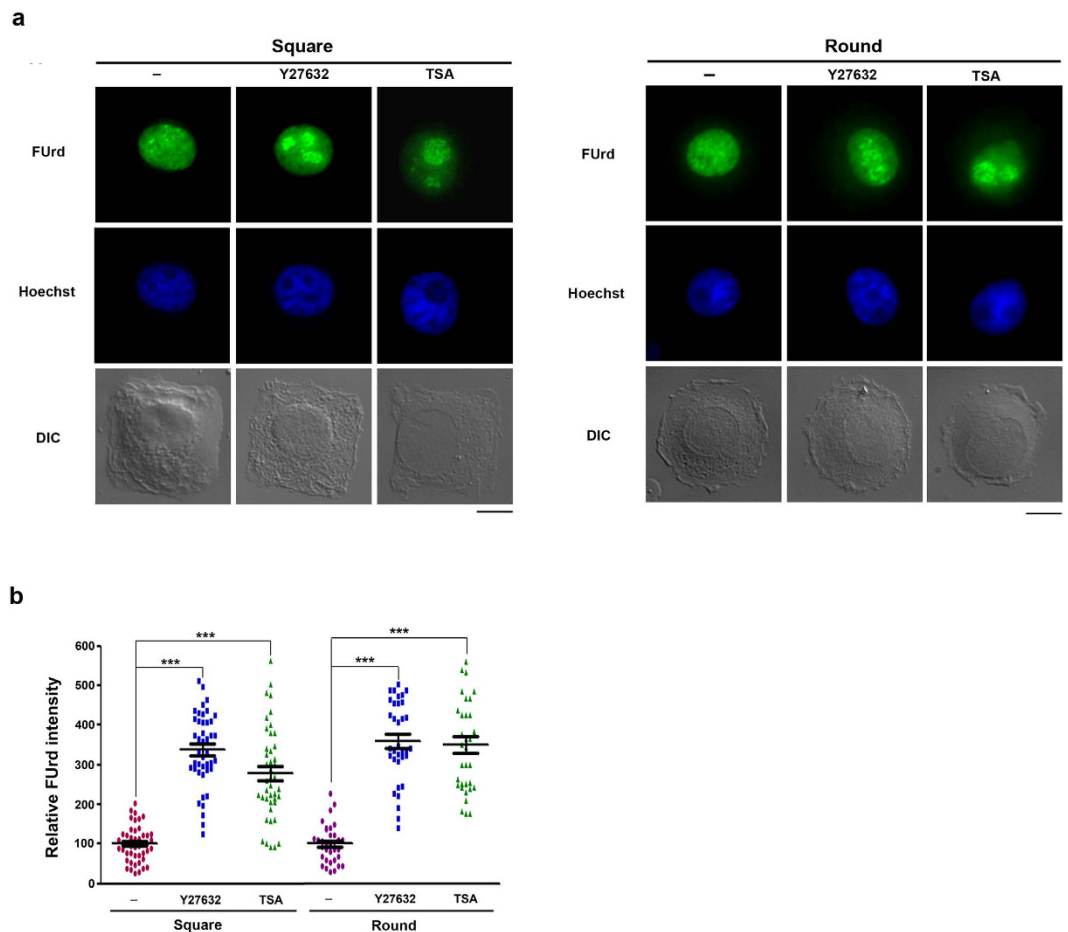 a
Square
– Y27632 TSA
FUrd
Hoechst
DIC
Round
– Y27632 TSA
FUrd
Hoechst
DIC
b
Relative FUrd intensity
600
500
400
300
200
100
0
*** ***
*** ***
– Y27632 TSA – Y27632 TSA
Square Round